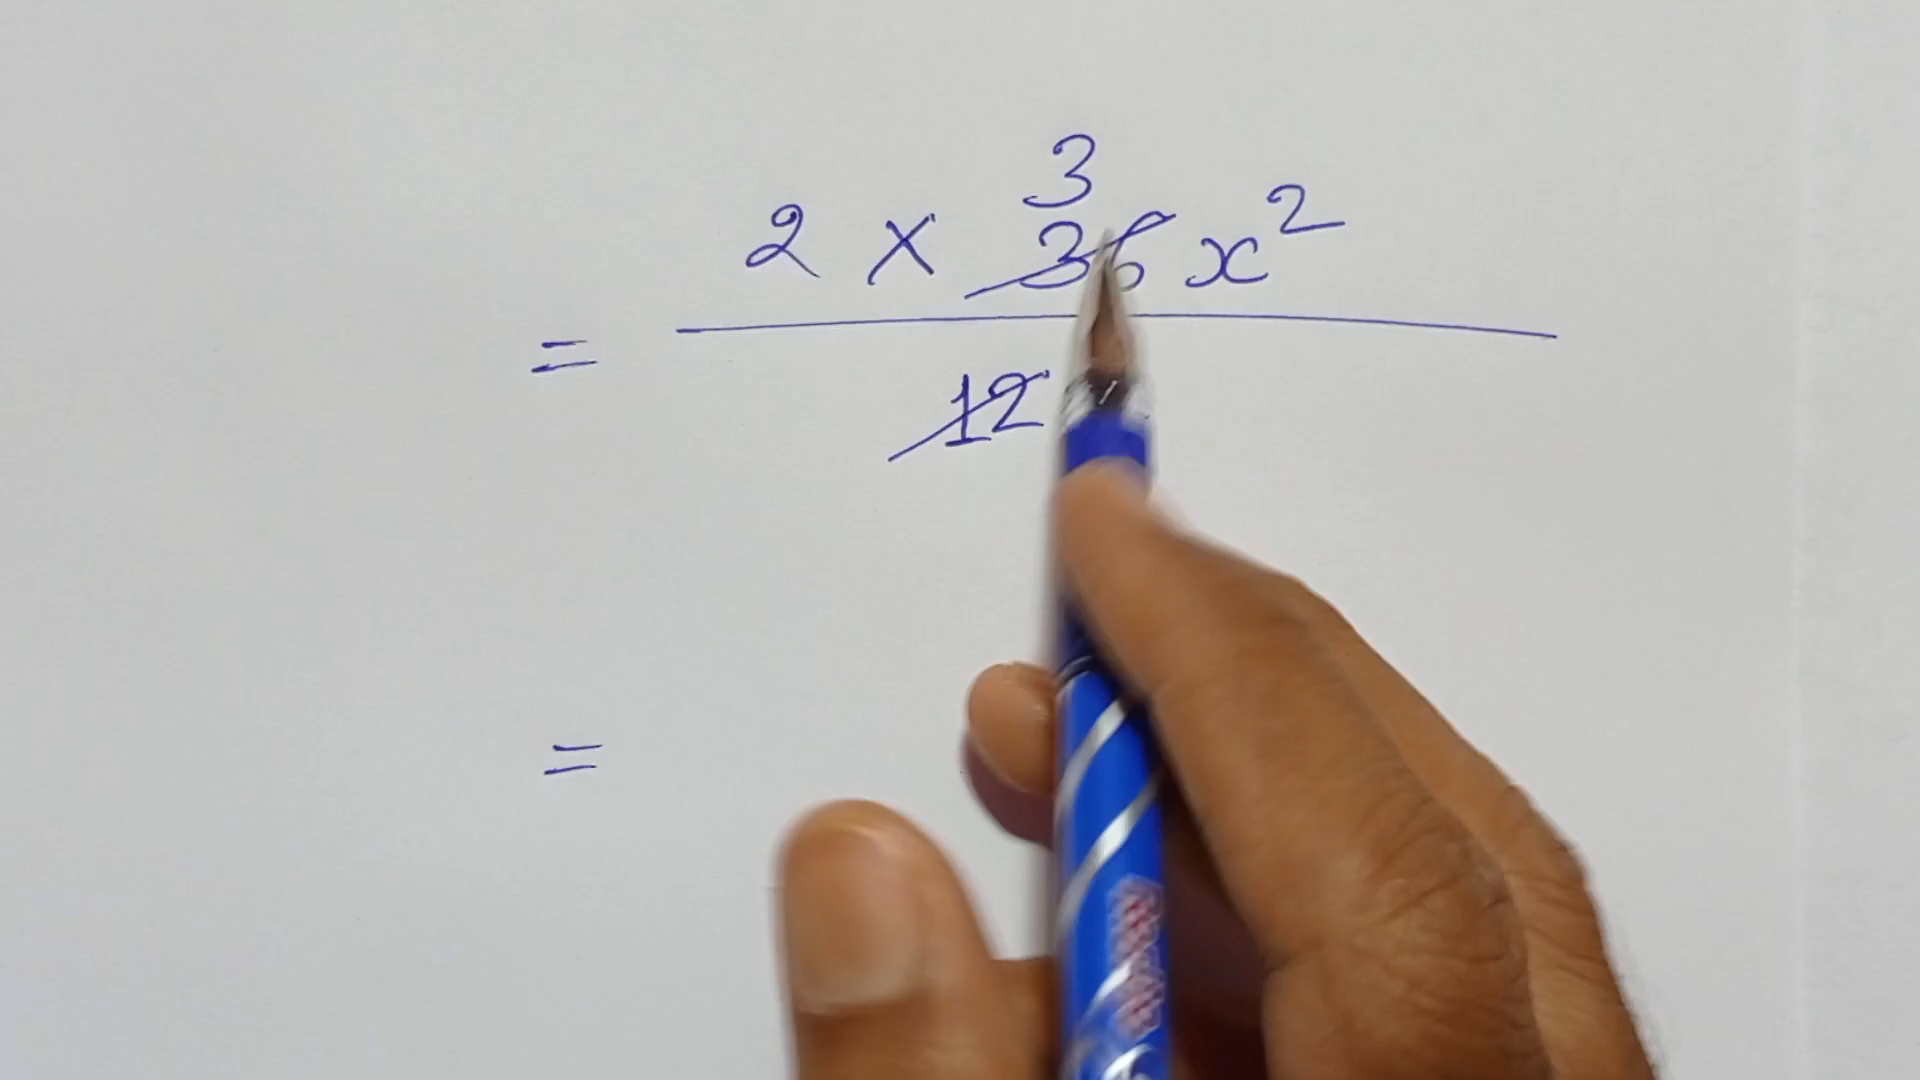 3
2 × 36 x²
=
12
=